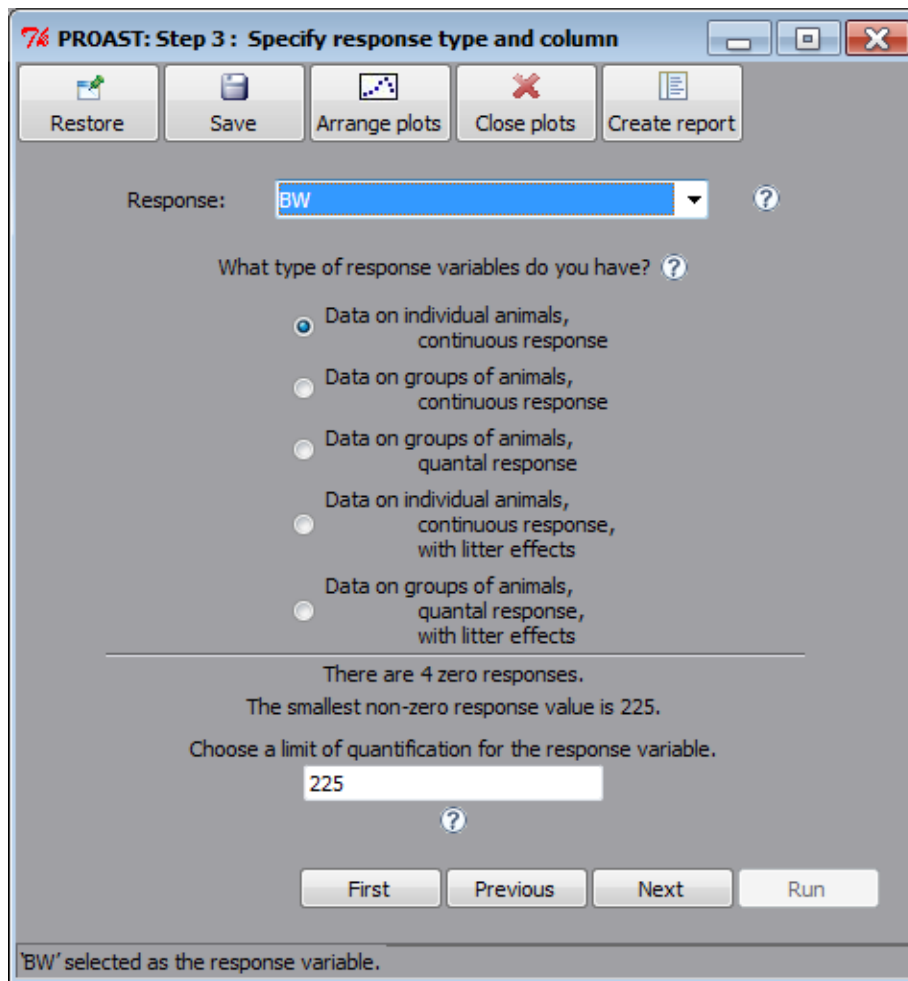 PROAST: Step 3 : Specify response type and column
Restore
Save
Arrange plots
Close plots
Create report
Response:
BW
?
What type of response variables do you have? ?
Data on individual animals,
continuous response
Data on groups of animals,
continuous response
Data on groups of animals,
quantal response
Data on individual animals,
continuous response,
with litter effects
Data on groups of animals,
quantal response,
with litter effects
There are 4 zero responses.
The smallest non-zero response value is 225.
Choose a limit of quantification for the response variable.
225
?
First
Previous
Next
Run
'BW' selected as the response variable.